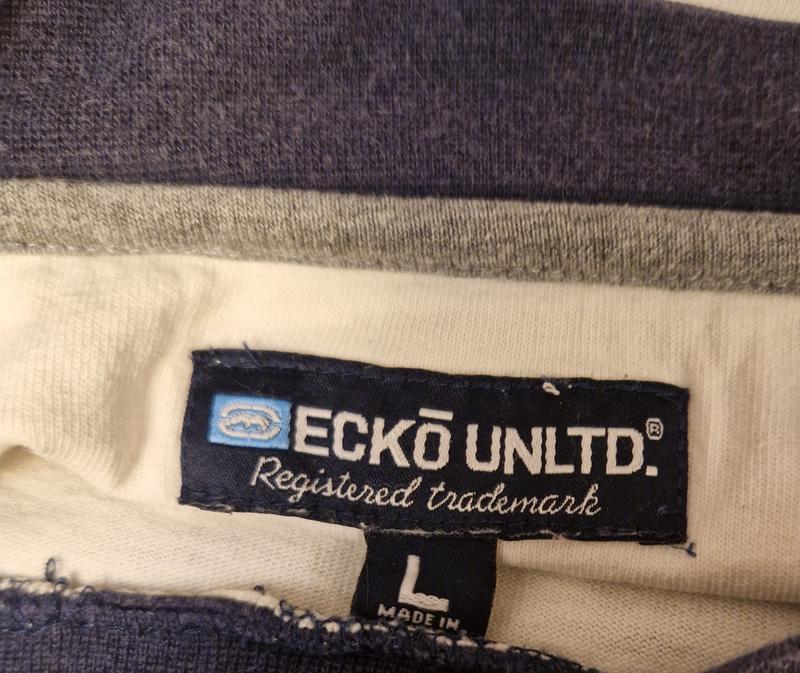 ECKŌ UNLTD.®
Registered trademark
L
MADE IN